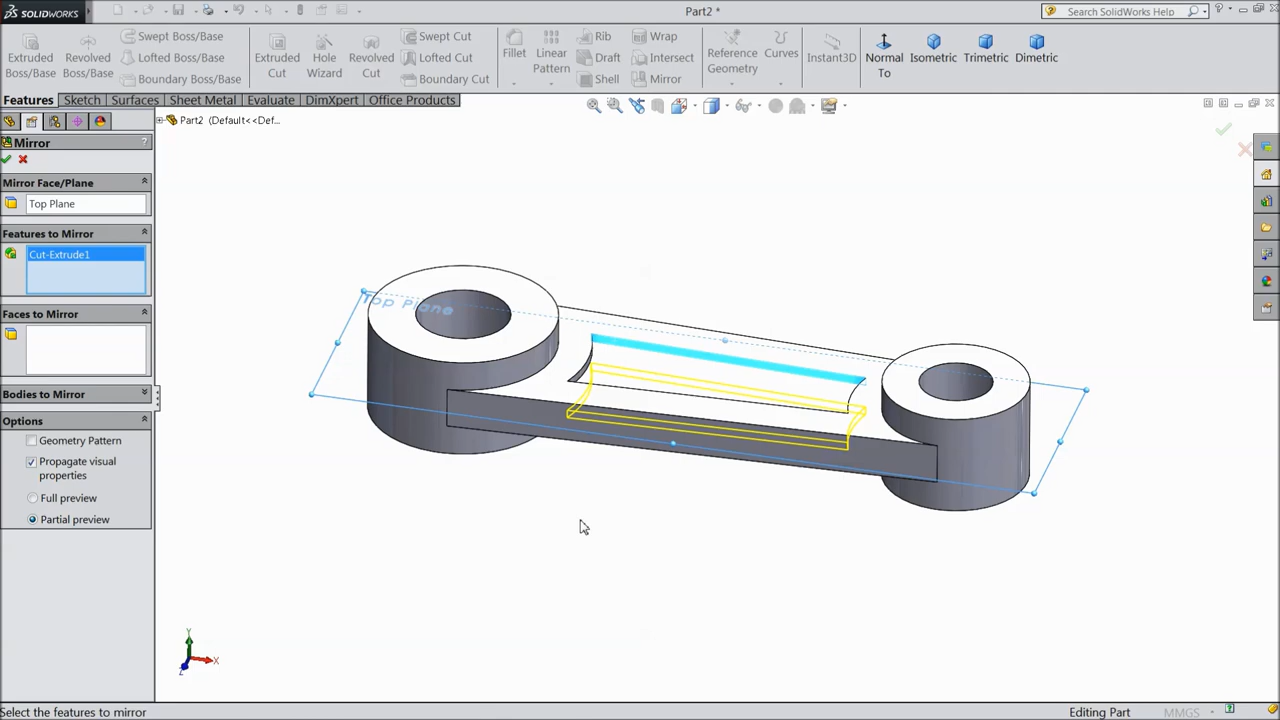 SOLIDWORKS
Part2 *
Search SolidWorks Help
Extruded Boss/Base
Revolved Boss/Base
Swept Boss/Base
Lofted Boss/Base
Boundary Boss/Base
Extruded Cut
Hole Wizard
Revolved Cut
Swept Cut
Lofted Cut
Boundary Cut
Fillet
Linear Pattern
Rib
Draft
Shell
Wrap
Intersect
Mirror
Reference Geometry
Curves
Instant3D
Normal To
Isometric
Trimetric
Dimetric
Features
Sketch
Surfaces
Sheet Metal
Evaluate
DimXpert
Office Products
Part2 (Default<<Def...
Mirror
?
Mirror Face/Plane
Top Plane
Features to Mirror
Cut-Extrude1
Faces to Mirror
Bodies to Mirror
Options
Geometry Pattern
Propagate visual
properties
Full preview
Partial preview
Top Plane
Y
X
Z
Select the features to mirror
Editing Part
MMGS